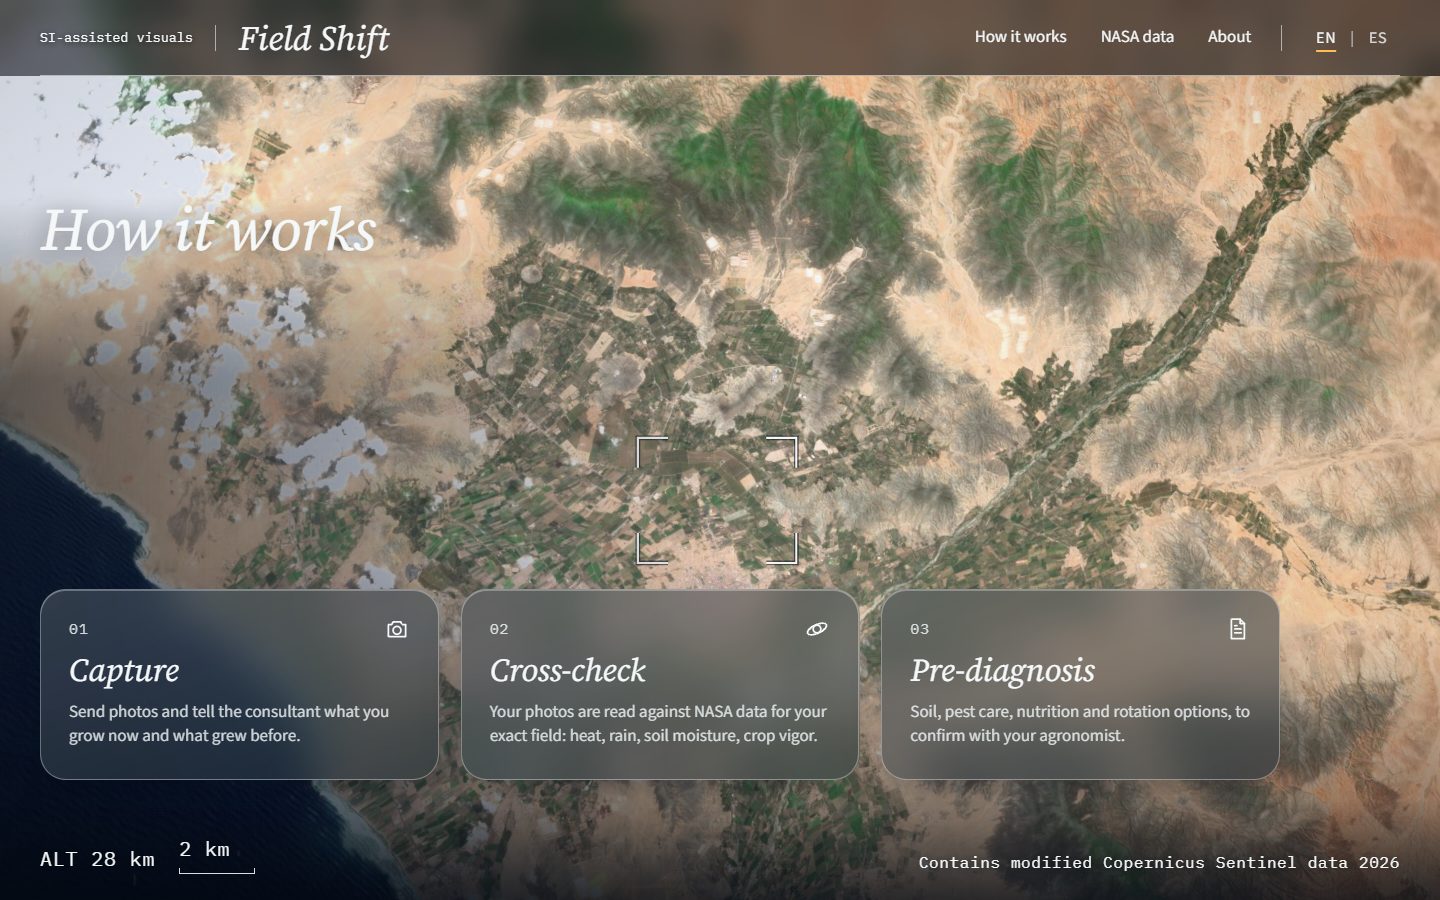 SI-assisted visuals
Field Shift
How it works
NASA data
About
EN | ES
How it works
01
Capture
Send photos and tell the consultant what you
grow now and what grew before.
02
Cross-check
Your photos are read against NASA data for your
exact field: heat, rain, soil moisture, crop vigor.
03
Pre-diagnosis
Soil, pest care, nutrition and rotation options, to
confirm with your agronomist.
ALT 28 km
2 km
Contains modified Copernicus Sentinel data 2026